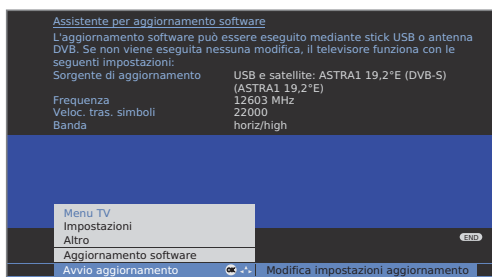 Assistente per aggiornamento software
L'aggiornamento software può essere eseguito mediante stick USB o antenna
DVB. Se non viene eseguita nessuna modifica, il televisore funziona con le
seguenti impostazioni:
Sorgente di aggiornamento USB e satellite: ASTRA1 19,2°E (DVB-S)
(ASTRA1 19,2°E)
Frequenza 12603 MHz
Veloc. tras. simboli 22000
Banda horiz/high
Menu TV
Impostazioni
Altro
END
Aggiornamento software
Avvio aggiornamento OK Modifica impostazioni aggiornamento